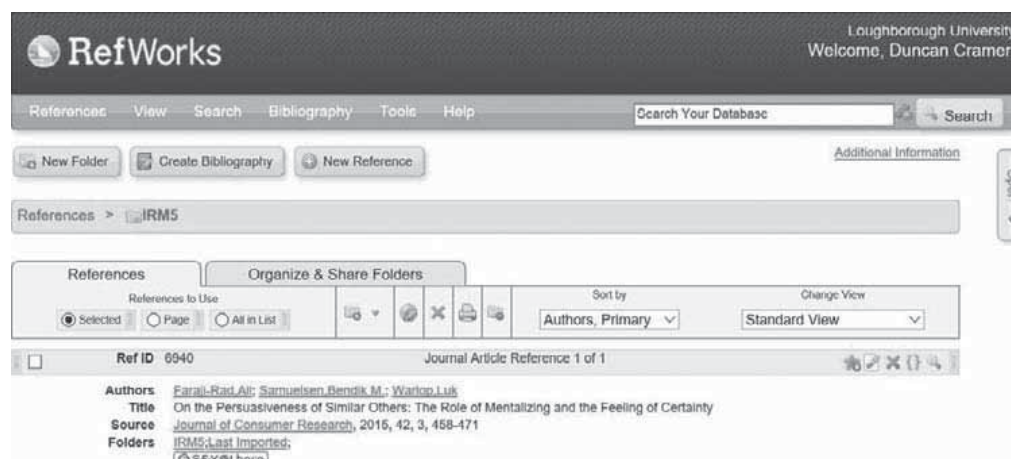 RefWorks
Loughborough University
Welcome, Duncan Cramer
References View Search Bibliography Tools Help Search Your Database Search
New Folder Create Bibliography New Reference Additional Information
References > IRM5
References Organize & Share Folders
References to Use Sort by Change View
Selected Page All in List Authors, Primary Standard View
Ref ID 6940 Journal Article Reference 1 of 1
Authors Faraji-Rad,Ali; Samuelsen,Bendik M.; Warlop,Luk
Title On the Persuasiveness of Similar Others: The Role of Mentalizing and the Feeling of Certainty
Source Journal of Consumer Research, 2015, 42, 3, 458-471
Folders IRM5;Last Imported;